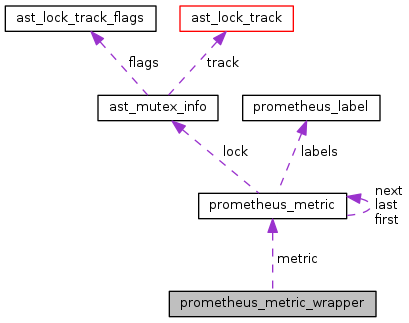 ast_lock_track_flags
ast_lock_track
flags
track
ast_mutex_info
prometheus_label
lock
labels
next
last
first
prometheus_metric
metric
prometheus_metric_wrapper